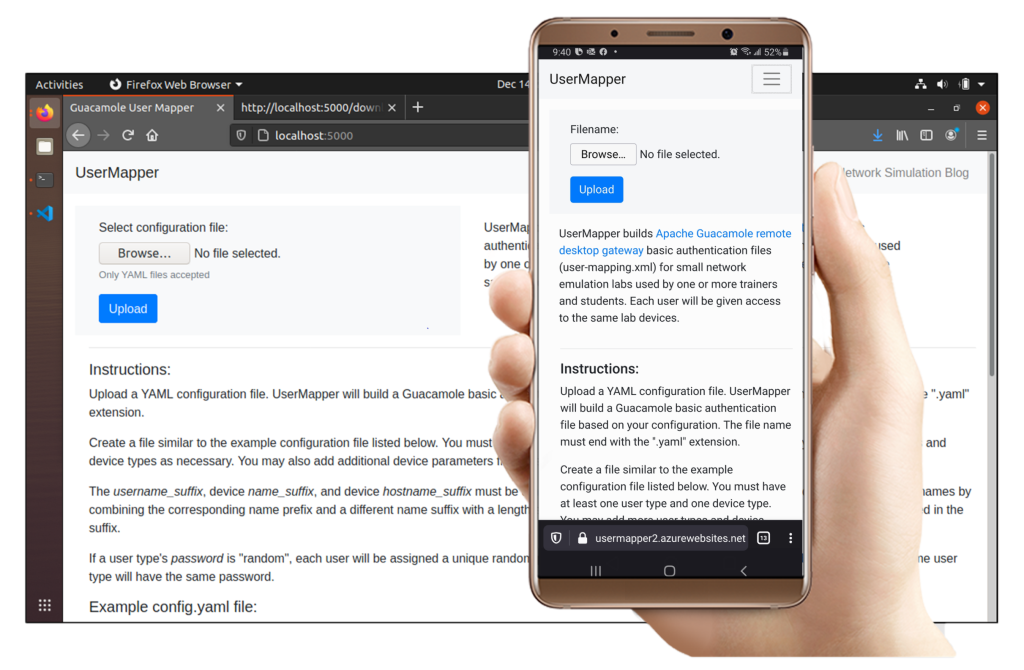 Activities
Firefox Web Browser
Dec 14
Guacamole User Mapper
http://localhost:5000/down
localhost:5000
UserMapper
Network Simulation Blog
Select configuration file:
Browse...
No file selected.
Only YAML files accepted
Upload
UserMap
authenti
by one o
used
Instructions:
Upload a YAML configuration file. UserMapper will build a Guacamole basic
".yaml"
extension.
Create a file similar to the example configuration file listed below. You must
and
device types as necessary. You may also add additional device parameters
The username_suffix, device name_suffix, and device hostname_suffix must be
names by
combining the corresponding name prefix and a different name suffix with a length
d in the
suffix.
If a user type's password is "random", each user will be assigned a unique random
me user
type will have the same password.
Example config.yaml file:
9:40
52%
UserMapper
Filename:
Browse...
No file selected.
Upload
UserMapper builds Apache Guacamole remote
desktop gateway basic authentication files
(user-mapping.xml) for small network
emulation labs used by one or more trainers
and students. Each user will be given access
to the same lab devices.
Instructions:
Upload a YAML configuration file. UserMapper
will build a Guacamole basic authentication
file based on your configuration. The file name
must end with the ".yaml" extension.
Create a file similar to the example
configuration file listed below. You must have
at least one user type and one device type.
You may add more user types and device
usermapper2.azurewebsites.net
13